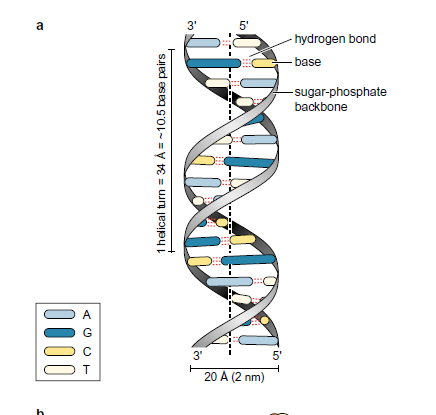 a
3'
5'
hydrogen bond
base
sugar-phosphate
backbone
1 helical turn = 34 Å = ~10.5 base pairs
A
G
C
T
3'
5'
20 Å (2 nm)